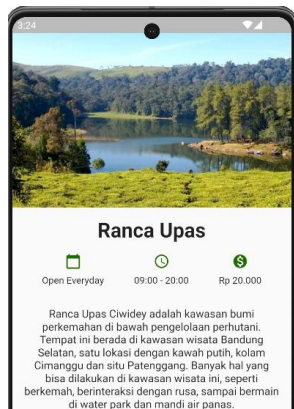 3:24
Ranca Upas
Open Everyday
09:00 - 20:00
Rp 20.000
Ranca Upas Ciwidey adalah kawasan bumi
perkemahan di bawah pengelolaan perhutani.
Tempat ini berada di kawasan wisata Bandung
Selatan, satu lokasi dengan kawah putih, kolam
Cimanggu dan situ Patenggang. Banyak hal yang
bisa dilakukan di kawasan wisata ini, seperti
berkemah, berinteraksi dengan rusa, sampai bermain
di water park dan mandi air panas.